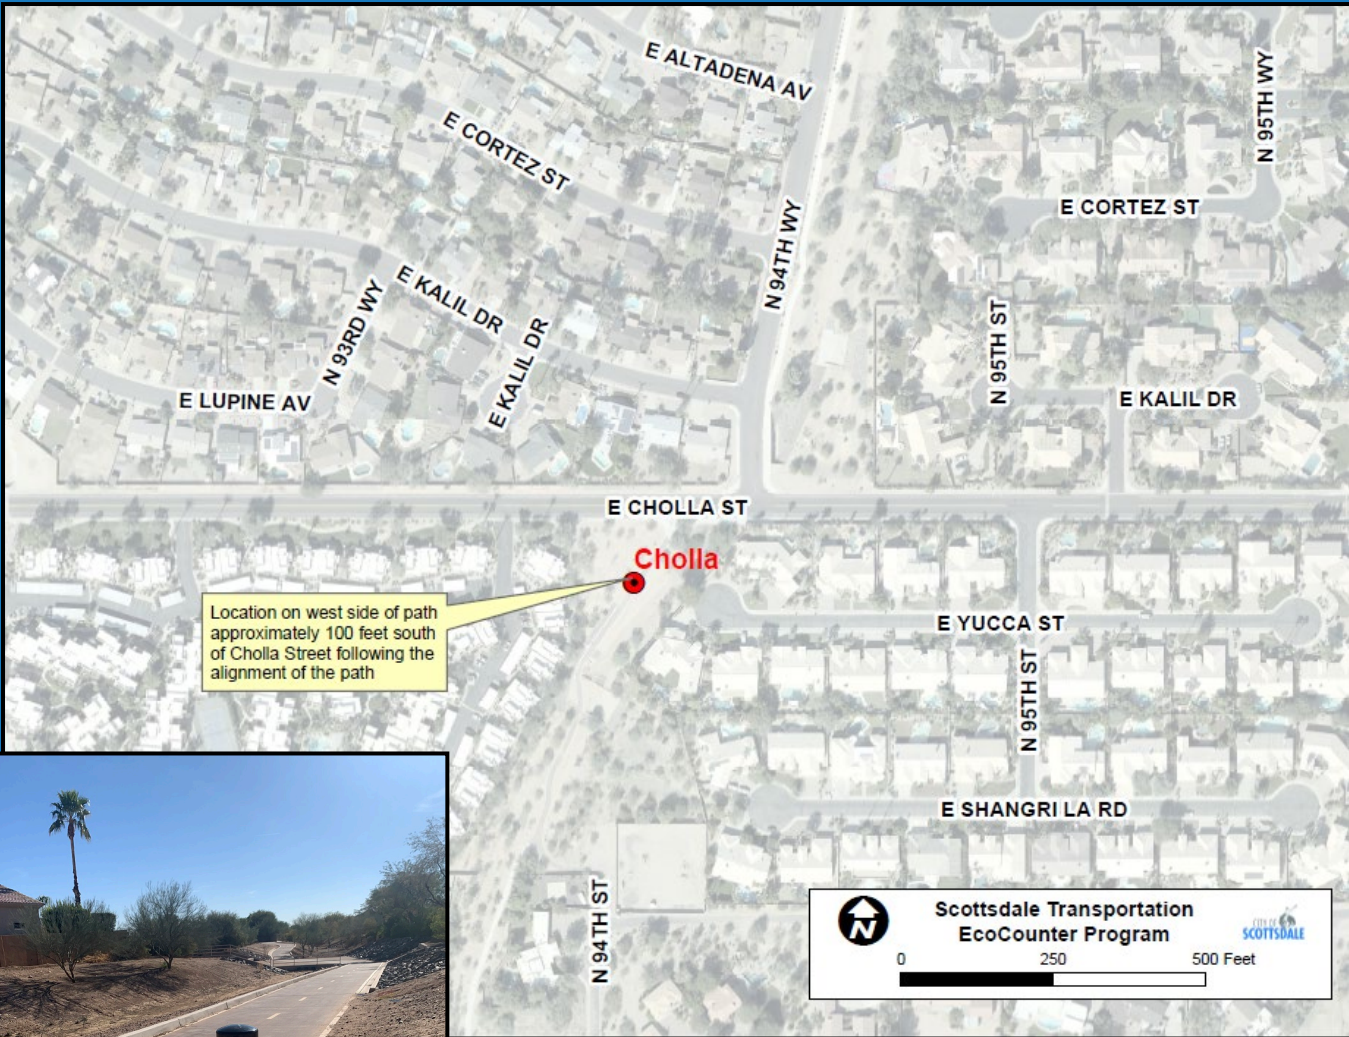 E ALTADENA AV
N 95TH WY
E CORTEZ ST
E CORTEZ ST
N 94TH WY
E KALIL DR
N 93RD WY
E KALIL DR
N 95TH ST
E LUPINE AV
E KALIL DR
E CHOLLA ST
Cholla
Location on west side of path
approximately 100 feet south
of Cholla Street following the
alignment of the path
E YUCCA ST
N 95TH ST
E SHANGRI LA RD
N 94TH ST
N
Scottsdale Transportation
EcoCounter Program
CITY OF
SCOTTSDALE
0 250 500 Feet